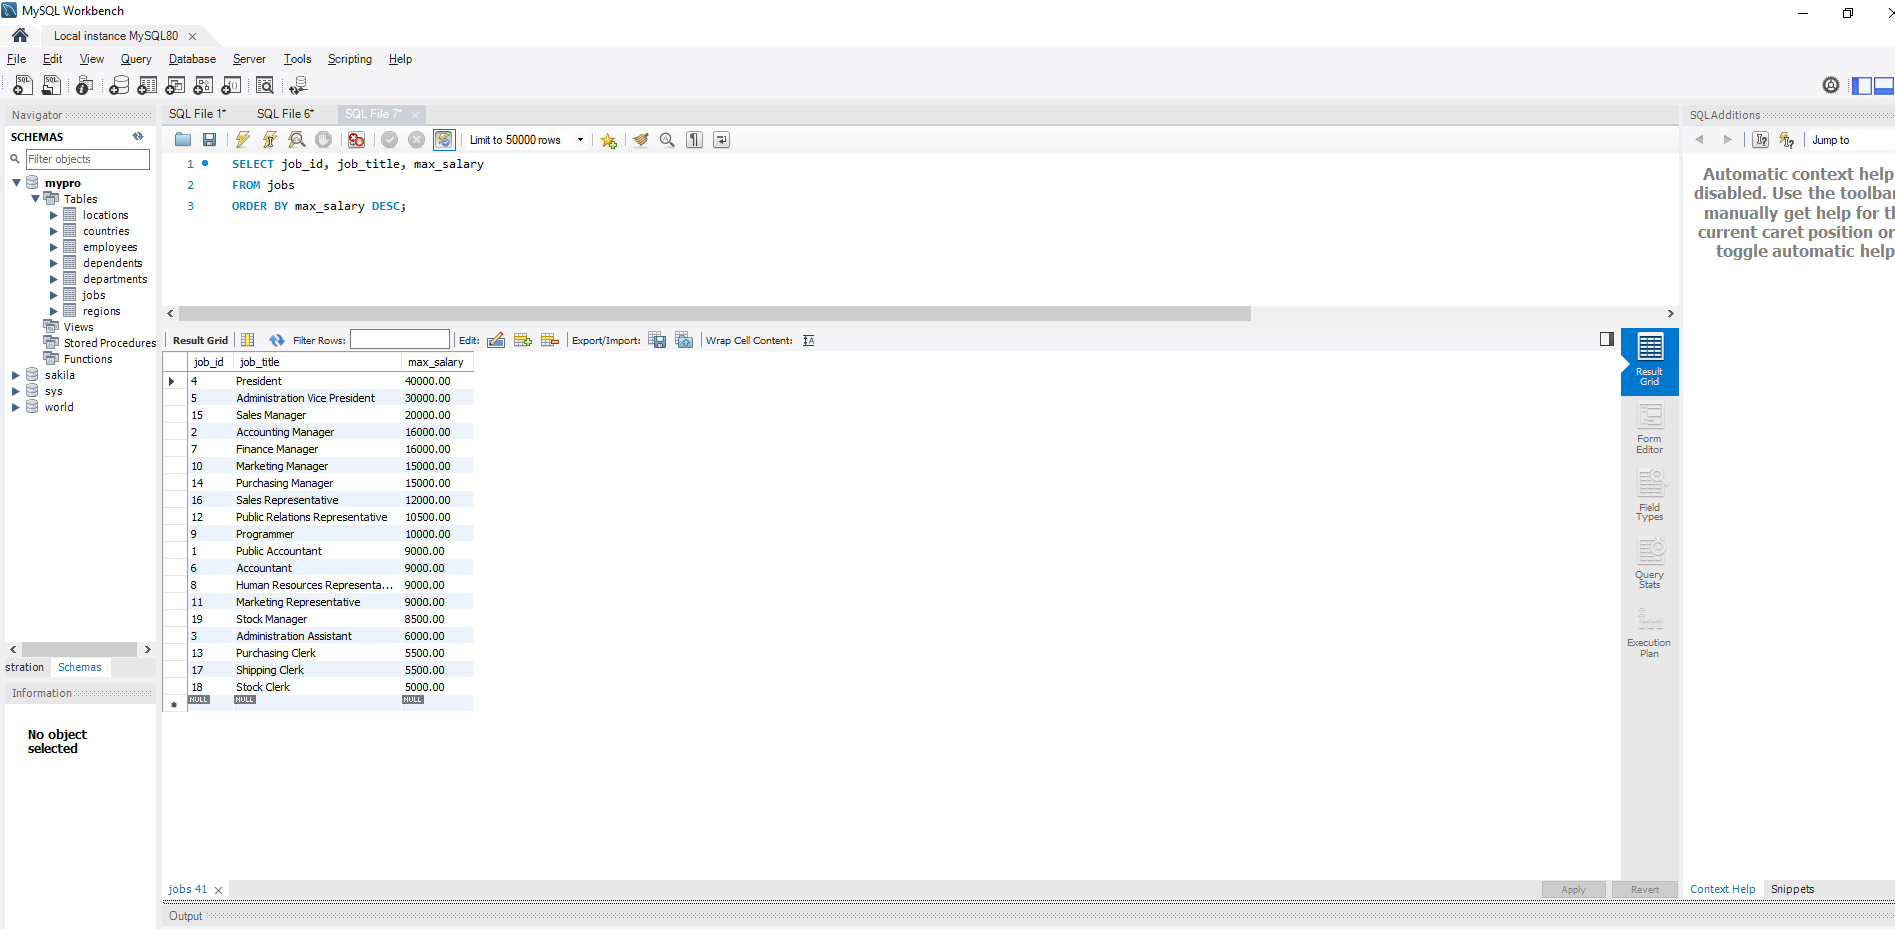 MySQL Workbench
Local instance MySQL80
File Edit View Query Database Server Tools Scripting Help
Navigator
SCHEMAS
Filter objects
mypro
Tables
locations
countries
employees
dependents
departments
jobs
regions
Views
Stored Procedures
Functions
sakila
sys
world
stration Schemas
Information
No object
selected
SQL File 1* SQL File 6* SQL File 7*
Limit to 50000 rows
1 SELECT job_id, job_title, max_salary
2 FROM jobs
3 ORDER BY max_salary DESC;
Result Grid Filter Rows: Edit: Export/Import: Wrap Cell Content:
job_id job_title max_salary
4 President 40000.00
5 Administration Vice President 30000.00
15 Sales Manager 20000.00
2 Accounting Manager 16000.00
7 Finance Manager 16000.00
10 Marketing Manager 15000.00
14 Purchasing Manager 15000.00
16 Sales Representative 12000.00
12 Public Relations Representative 10500.00
9 Programmer 10000.00
1 Public Accountant 9000.00
6 Accountant 9000.00
8 Human Resources Representa... 9000.00
11 Marketing Representative 9000.00
19 Stock Manager 8500.00
3 Administration Assistant 6000.00
13 Purchasing Clerk 5500.00
17 Shipping Clerk 5500.00
18 Stock Clerk 5000.00
NULL NULL NULL
Result
Grid
Form
Editor
Field
Types
Query
Stats
Execution
Plan
jobs 41
Apply Revert
Output
SQLAdditions
Jump to
Automatic context help
disabled. Use the toolbar
manually get help for th
current caret position or
toggle automatic help
Context Help Snippets